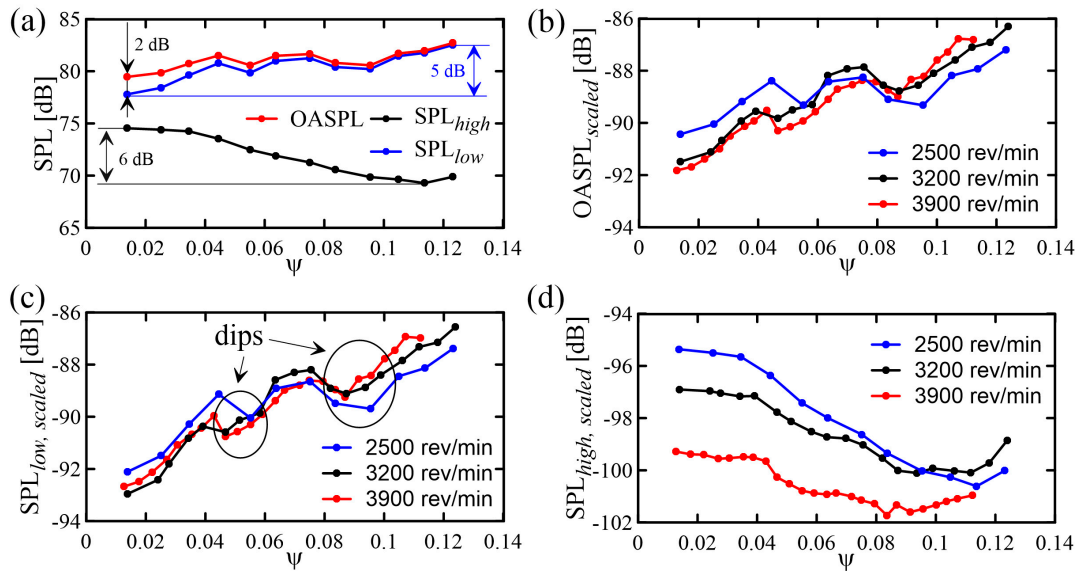 (a)
SPL [dB]
85
80
75
70
65
2 dB
5 dB
6 dB
OASPL
SPL_high
SPL_low
0 0.02 0.04 0.06 0.08 0.10 0.12 0.14
ψ
(b)
OASPL_scaled [dB]
-86
-88
-90
-92
-94
2500 rev/min
3200 rev/min
3900 rev/min
0 0.02 0.04 0.06 0.08 0.1 0.12 0.14
ψ
(c)
SPL_low, scaled [dB]
-86
-88
-90
-92
-94
dips
2500 rev/min
3200 rev/min
3900 rev/min
0 0.02 0.04 0.06 0.08 0.1 0.12 0.14
ψ
(d)
SPL_high, scaled [dB]
-94
-96
-98
-100
-102
2500 rev/min
3200 rev/min
3900 rev/min
0 0.02 0.04 0.06 0.08 0.1 0.12 0.14
ψ